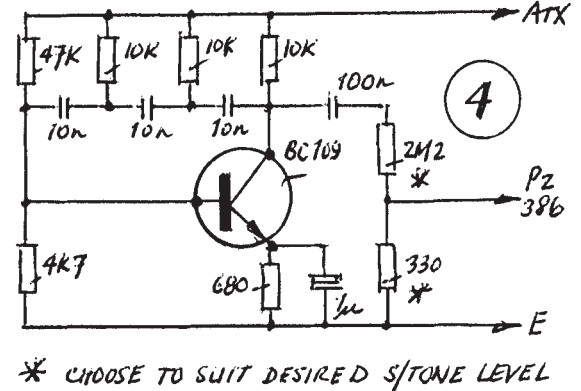 ATX
47K
10K
10K
10K
100n
4
10n
10n
10n
BC109
2M2
*
P2
386
4K7
680
1µ
330
*
E
* CHOOSE TO SUIT DESIRED S/TONE LEVEL